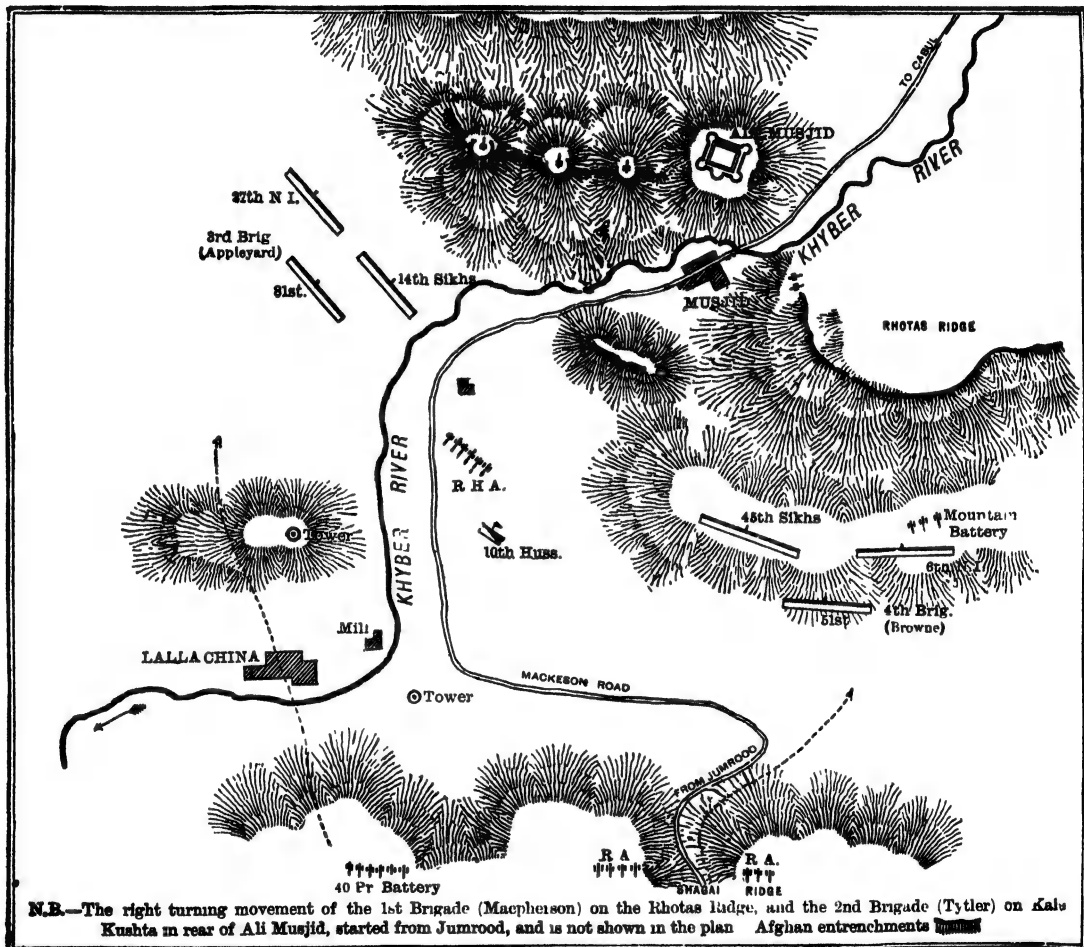 TO CABUL
ALI MUSJID
KHYBER RIVER
27th N I.
3rd Brig
(Appleyard)
81st.
14th Sikhs
MUSJID
RHOTAS RIDGE
KHYBER RIVER
R H A.
10th Huss.
45th Sikhs
Mountain
Battery
6th N.I
51st
4th Brig.
(Browne)
Tower
Mill
LALLA CHINA
Tower
MACKESON ROAD
FROM JUMROOD
40 Pr Battery
R A
R A.
SHAGAI RIDGE
N.B.—The right turning movement of the 1st Brigade (Macpherson) on the Rhotas Ridge, and the 2nd Brigade (Tytler) on Kala
Kushta in rear of Ali Musjid, started from Jumrood, and is not shown in the plan Afghan entrenchments